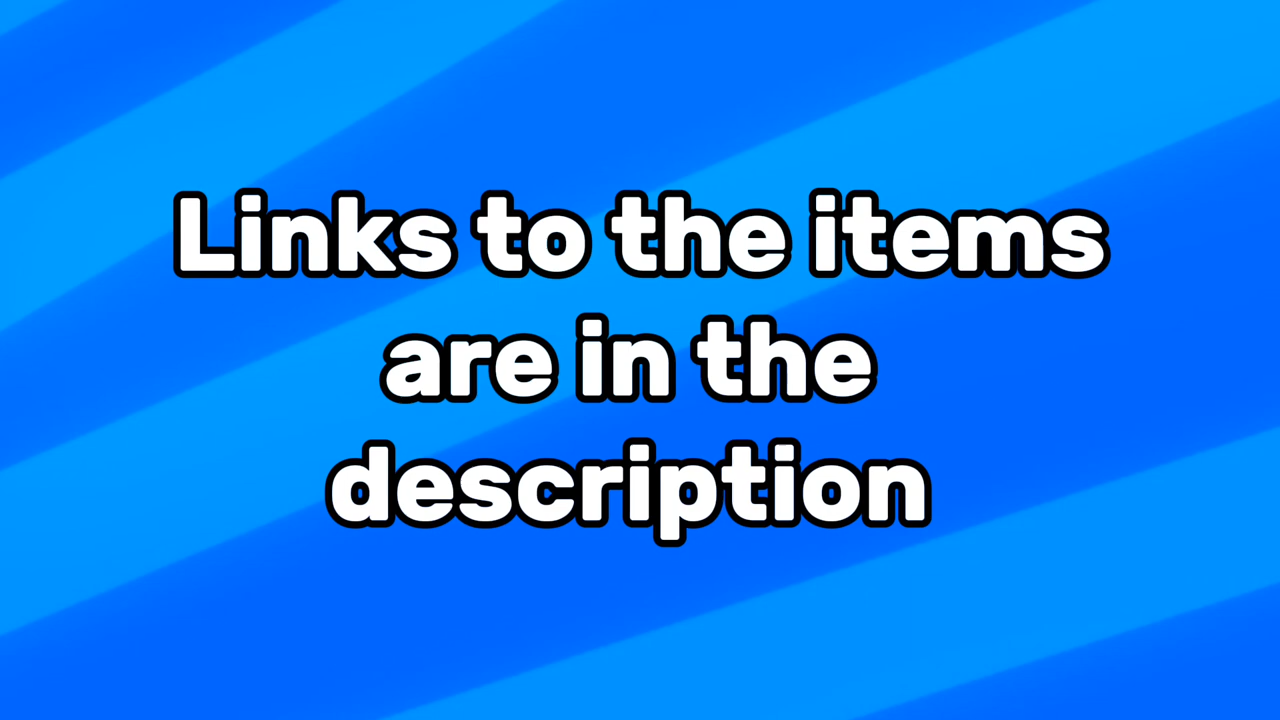 Links to the items
are in the
description